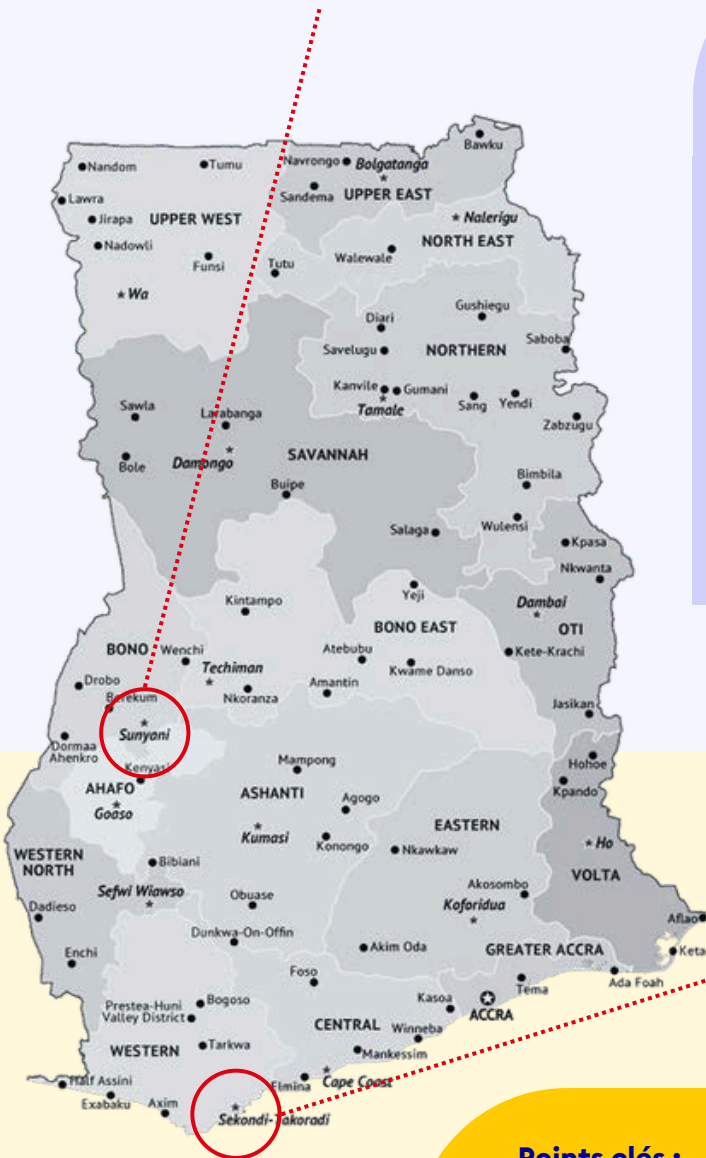 Bawku
Nandom
Tumu
Navrongo
Bolgatanga
Sandema
UPPER EAST
Lawra
Jirapa
UPPER WEST
Nalerigu
Nadowli
NORTH EAST
Funsi
Tutu
Walewale
Wa
Gushiegu
Diari
Saboba
Savelugu
NORTHERN
Kanvile
Gumani
Tamale
Sang
Yendi
Sawla
Larabanga
Zabzugu
Bole
Damongo
SAVANNAH
Buipe
Bimbila
Salaga
Wulensi
Kpasa
Nkwanta
Yeji
Kintampo
Dambai
BONO EAST
OTI
BONO
Wenchi
Atebubu
Kete-Krachi
Techiman
Kwame Danso
Drobo
Nkoranza
Amantin
Berekum
Jasikan
Sunyani
Dormaa
Ahenkro
Mampong
Hohoe
Kenyasi
Kpando
AHAFO
ASHANTI
Agogo
Goaso
EASTERN
Kumasi
Konongo
Nkawkaw
Ho
WESTERN
NORTH
Bibiani
VOLTA
Sefwi Wiawso
Obuase
Akosombo
Koforidua
Dadieso
Aflao
Dunkwa-On-Offin
Akim Oda
GREATER ACCRA
Keta
Enchi
Foso
Tema
Ada Foah
Prestea-Huni
Valley District
Bogoso
Kasoa
ACCRA
CENTRAL
Winneba
WESTERN
Tarkwa
Mankessim
Half Assini
Elmina
Cape Coast
Exabaku
Axim
Sekondi-Takoradi
Points clés :